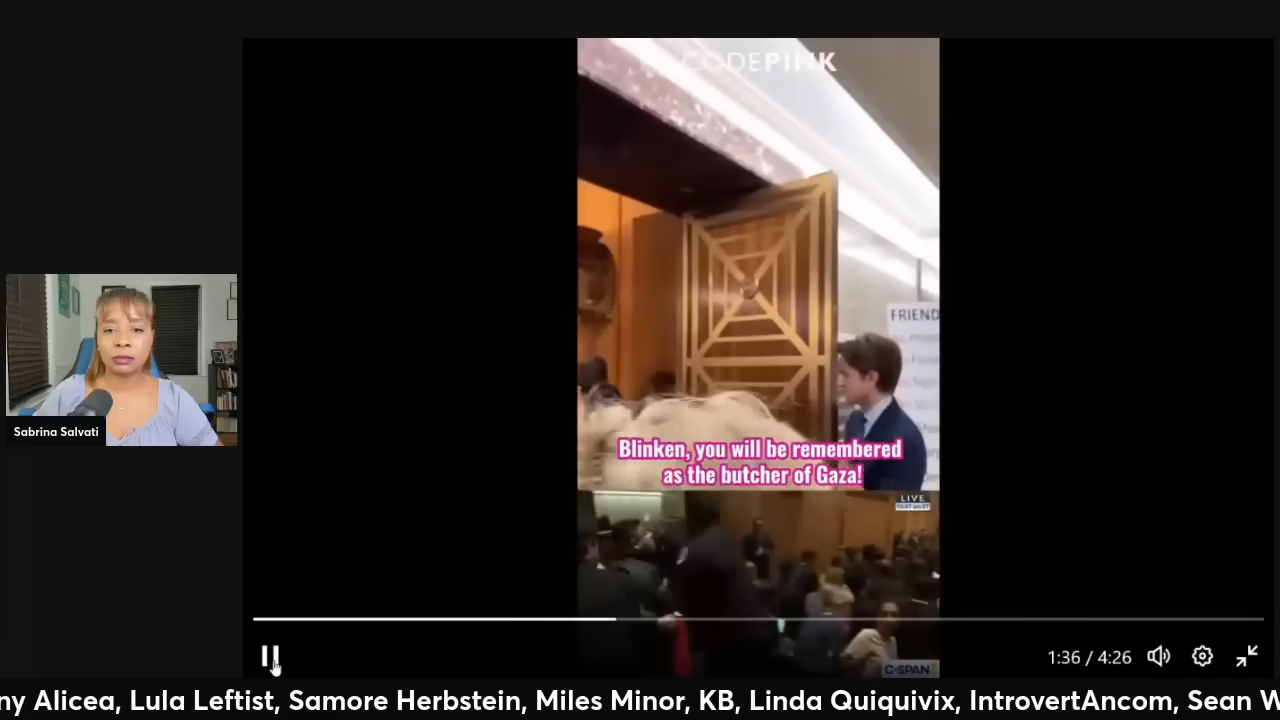 CODEPINK
FRIEND
Blinken, you will be remembered
as the butcher of Gaza!
LIVE
Sabrina Salvati
1:36 / 4:26
C-SPAN
ny Alicea, Lula Leftist, Samore Herbstein, Miles Minor, KB, Linda Quiquivix, IntrovertAncom, Sean W